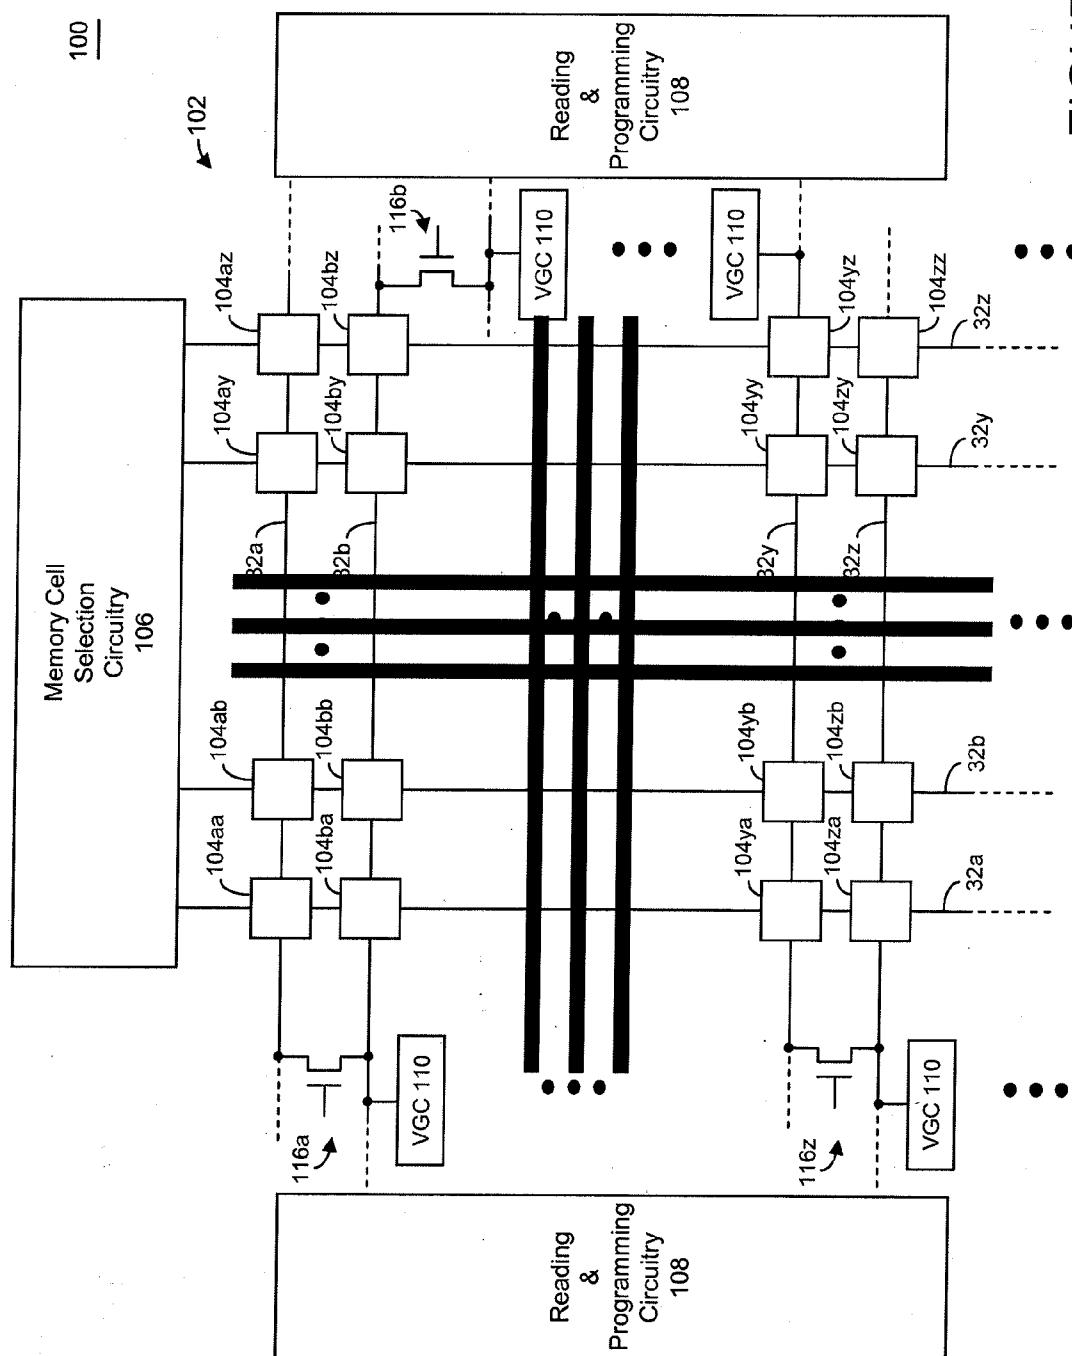 100
102
Memory Cell
Selection
Circuitry
106
Reading
&
Programming
Circuitry
108
Reading
&
Programming
Circuitry
108
116a
VGC 110
104aa
104ba
104ab
104bb
32a
32b
104ay
104by
104az
104bz
116b
VGC 110
116z
VGC 110
104ya
104za
104yb
104zb
32y
32z
104yy
104zy
104yz
104zz
VGC 110
32a
32b
32y
32z